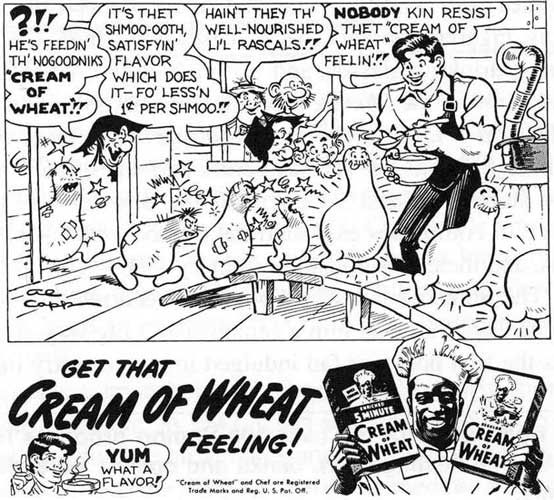 ?!!
HE'S FEEDIN'
TH' NOGOODNIKS
"CREAM
OF
WHEAT"!!
IT'S THET
SHMOO-OOTH,
SATISFYIN'
FLAVOR
WHICH DOES
IT-FO' LESS'N
1¢ PER SHMOO!!
HAIN'T THEY TH'
WELL-NOURISHED
LI'L RASCALS!!
NOBODY KIN RESIST
THET "CREAM OF
WHEAT"
FEELIN'!!
AL
CAPP
GET THAT
CREAM OF WHEAT
FEELING!
YUM
WHAT A
FLAVOR!
"Cream of Wheat" and Chef are Registered
Trade Marks and Reg. U. S. Pat. Off.
ENRICHED
5 MINUTE
CREAM
OF
WHEAT
CREAM
OF
WHEAT